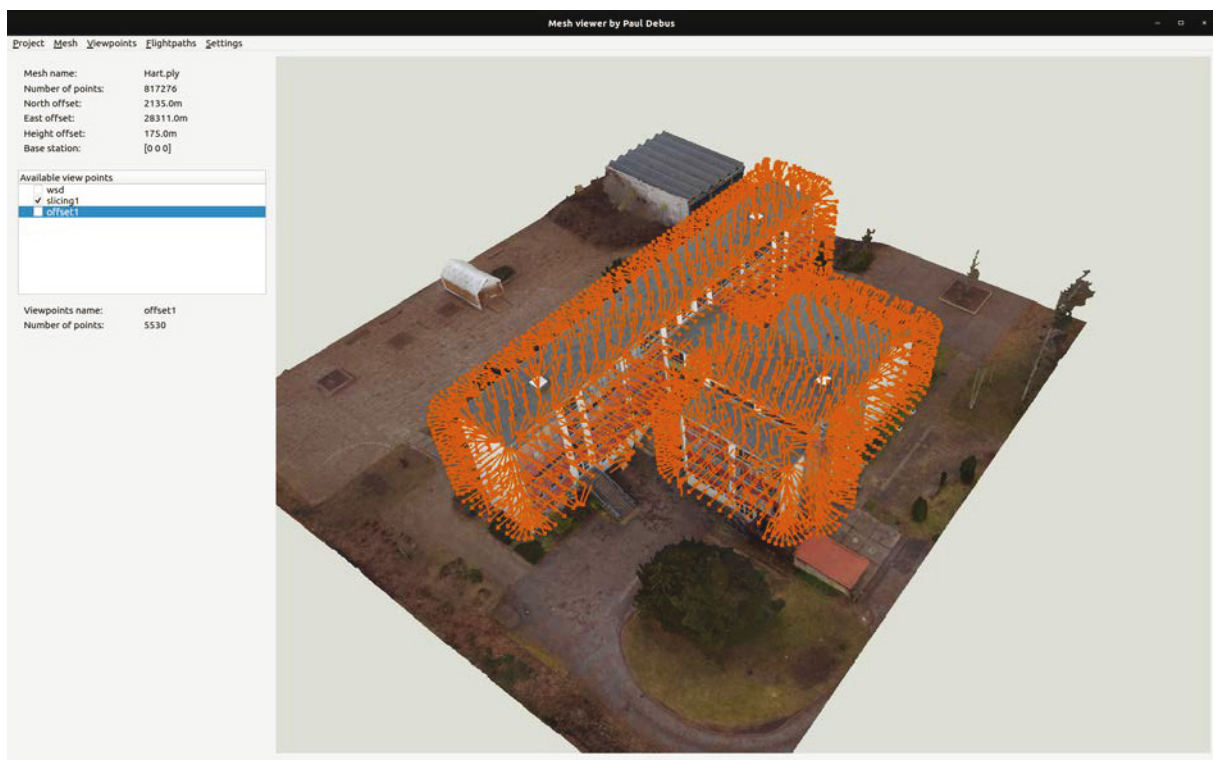 Mesh viewer by Paul Debus
Project Mesh Viewpoints Flightpaths Settings
Mesh name: Hart.ply
Number of points: 817276
North offset: 2135.0m
East offset: 28311.0m
Height offset: 175.0m
Base station: [0 0 0]
Available view points
wsd
slicing1
offset1
Viewpoints name: offset1
Number of points: 5530